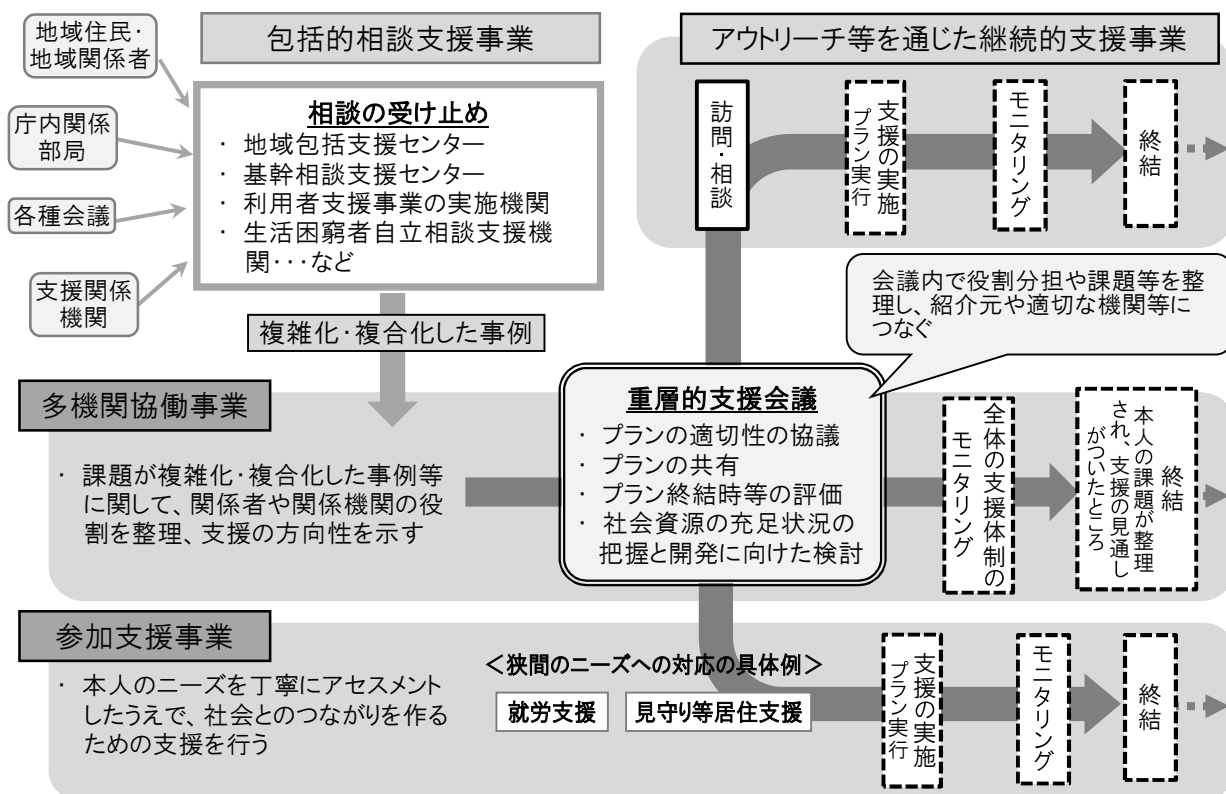 地域住民・
地域関係者
庁内関係
部局
各種会議
支援関係
機関
包括的相談支援事業
相談の受け止め
・ 地域包括支援センター
・ 基幹相談支援センター
・ 利用者支援事業の実施機関
・ 生活困窮者自立相談支援機
関・・・など
複雑化・複合化した事例
アウトリーチ等を通じた継続的支援事業
訪問・相談
支援の実施
プラン実行
モニタリング
終結
会議内で役割分担や課題等を整
理し、紹介元や適切な機関等に
つなぐ
多機関協働事業
・ 課題が複雑化・複合化した事例等
に関して、関係者や関係機関の役
割を整理、支援の方向性を示す
重層的支援会議
・ プランの適切性の協議
・ プランの共有
・ プラン終結時等の評価
・ 社会資源の充足状況の
把握と開発に向けた検討
全体の支援体制の
モニタリング
終結
本人の課題が整理
され、支援の見通し
がついたところ
参加支援事業
・ 本人のニーズを丁寧にアセスメント
したうえで、社会とのつながりを作る
ための支援を行う
＜狭間のニーズへの対応の具体例＞
就労支援
見守り等居住支援
支援の実施
プラン実行
モニタリング
終結